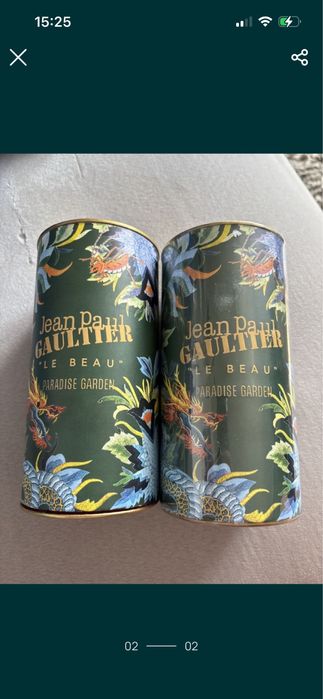 15:25
Jean Paul
GAULTIER
"LE BEAU"
PARADISE GARDEN
Jean Paul
GAULTIER
"LE BEAU"
PARADISE GARDEN
02
02